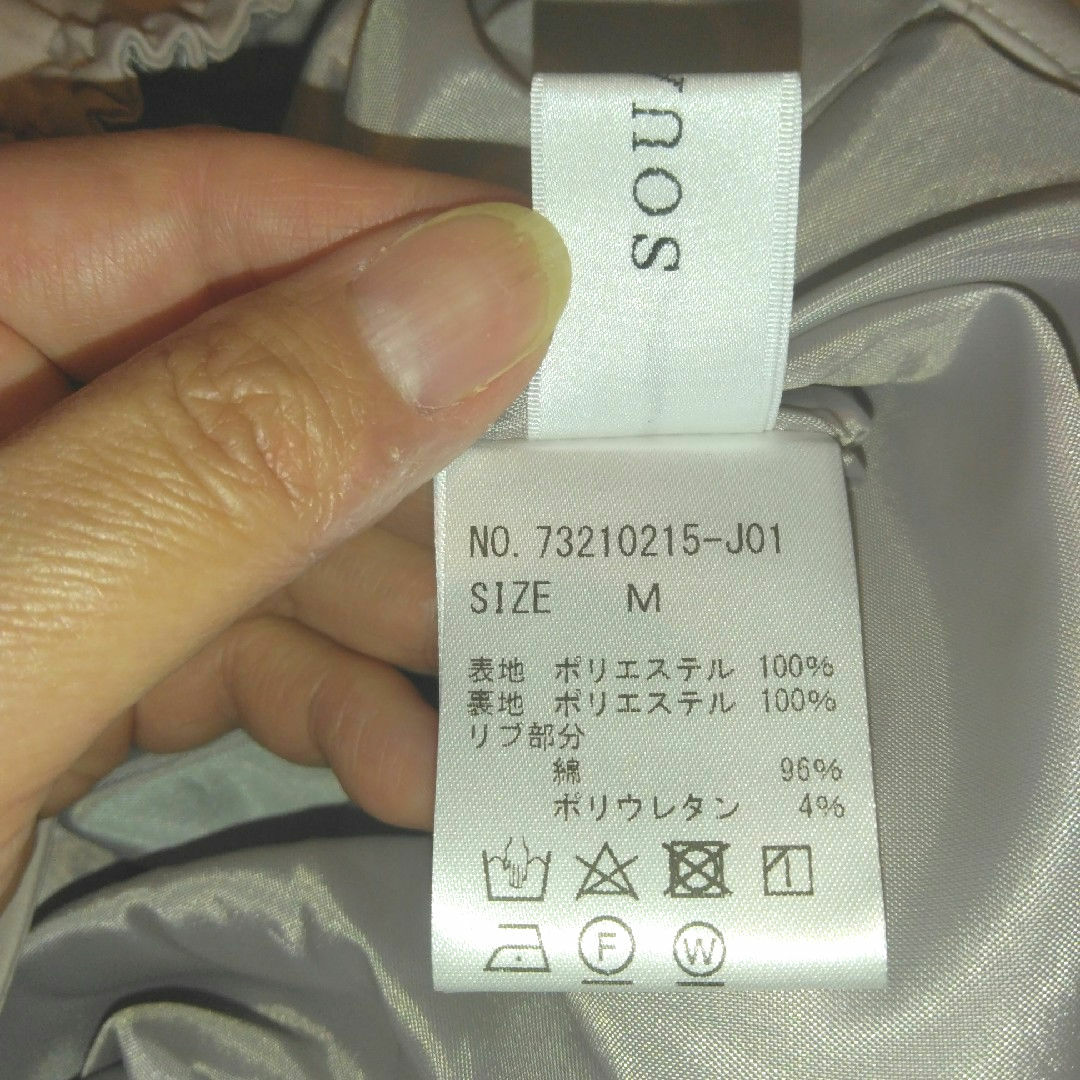 NO. 73210215-J01
SIZE M
表地 ポリエステル 100%
裏地 ポリエステル 100%
リブ部分
綿 96%
ポリウレタン 4%
F W